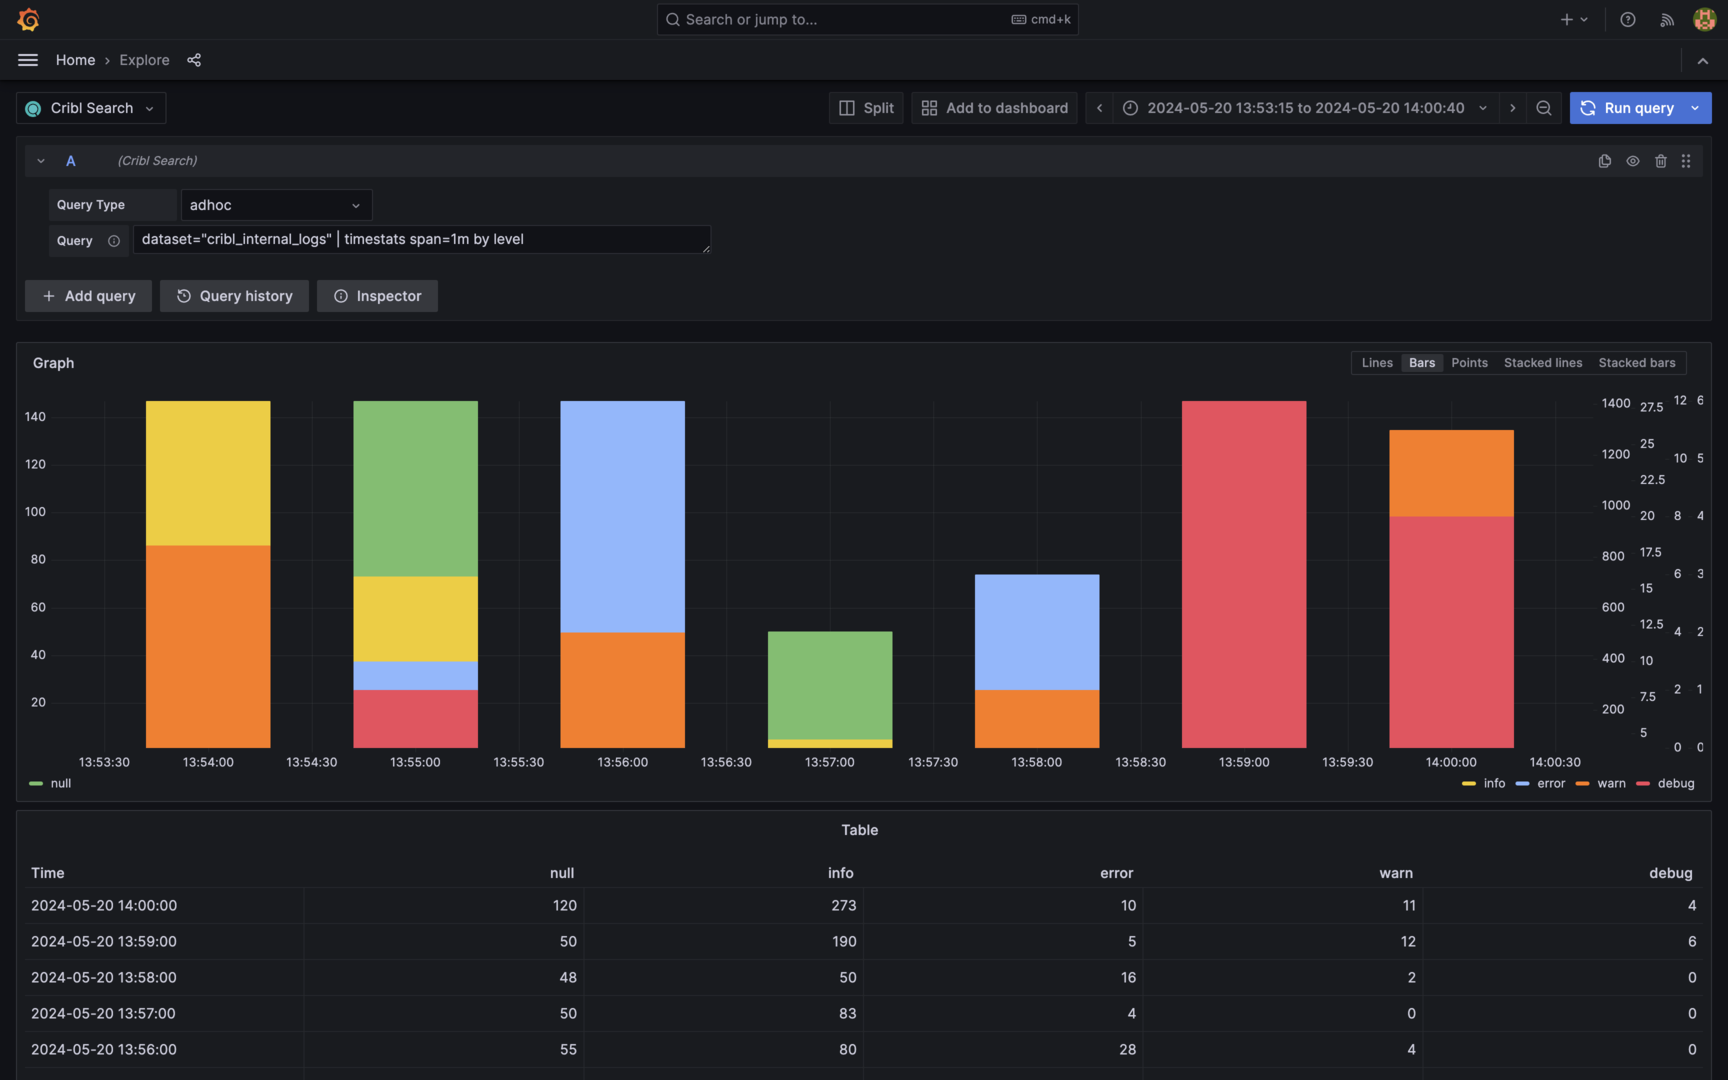 Search or jump to... cmd+k
Home › Explore
Cribl Search Split Add to dashboard 2024-05-20 13:53:15 to 2024-05-20 14:00:40 Run query
A (Cribl Search)
Query Type adhoc
Query dataset="cribl_internal_logs" | timestats span=1m by level
+ Add query Query history Inspector
Graph Lines Bars Points Stacked lines Stacked bars
140 1400 27.5 12 6
25
120 1200 10 5
22.5
100 1000 20 8 4
80 800 17.5
6 3
15
60 600
12.5 4 2
40 400 10
7.5 2 1
20 200
5
0 0
13:53:30 13:54:00 13:54:30 13:55:00 13:55:30 13:56:00 13:56:30 13:57:00 13:57:30 13:58:00 13:58:30 13:59:00 13:59:30 14:00:00 14:00:30
null info error warn debug
Table
Time null info error warn debug
2024-05-20 14:00:00 120 273 10 11 4
2024-05-20 13:59:00 50 190 5 12 6
2024-05-20 13:58:00 48 50 16 2 0
2024-05-20 13:57:00 50 83 4 0 0
2024-05-20 13:56:00 55 80 28 4 0